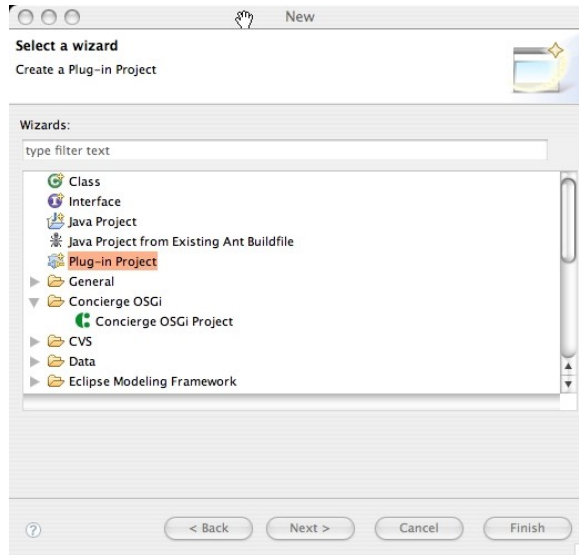 New
Select a wizard
Create a Plug-in Project
Wizards:
type filter text
Class
Interface
Java Project
Java Project from Existing Ant Buildfile
Plug-in Project
General
Concierge OSGi
Concierge OSGi Project
CVS
Data
Eclipse Modeling Framework
? < Back Next > Cancel Finish